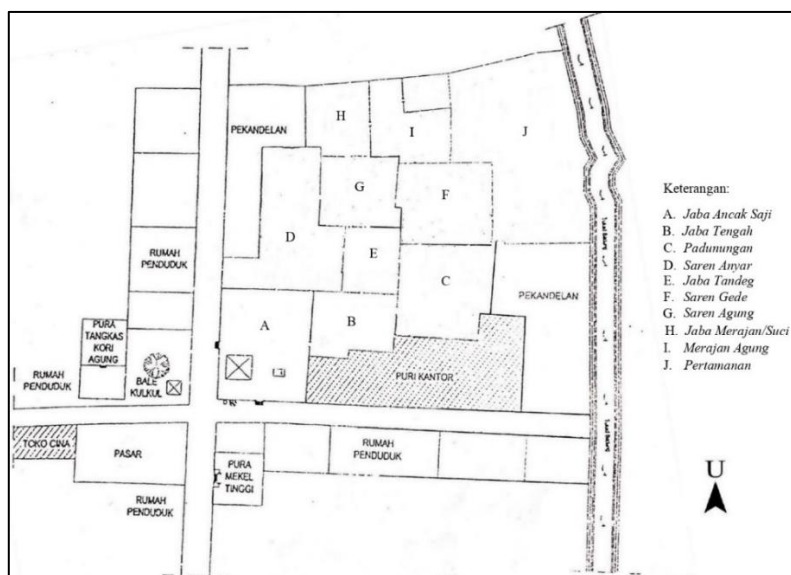 H
I
J
PEKANDELAN
G
F
D
E
RUMAH
PENDUDUK
C
PEKANDELAN
A
B
PURA
TANGKAS
KORI
AGUNG
RUMAH
PENDUDUK
BALE
KULKUL
PURI KANTOR
TOKO CINA
PASAR
PURA
MEKEL
TINGGI
RUMAH
PENDUDUK
RUMAH
PENDUDUK
Keterangan:
A. Jaba Ancak Saji
B. Jaba Tengah
C. Padunungan
D. Saren Anyar
E. Jaba Tandeg
F. Saren Gede
G. Saren Agung
H. Jaba Merajan/Suci
I. Merajan Agung
J. Pertamanan
U